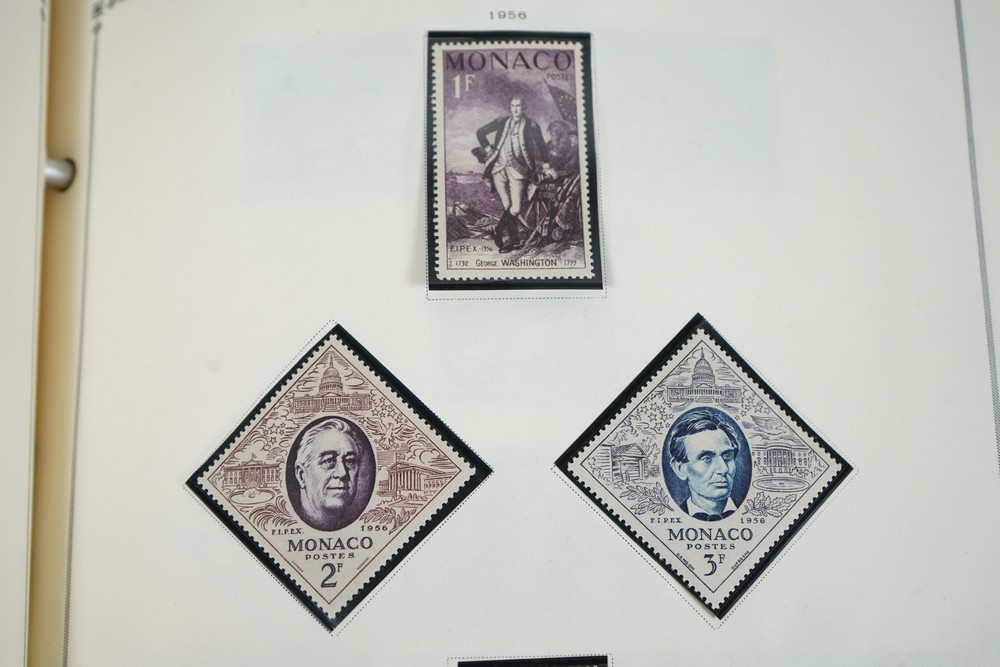 1956
MONACO
POSTES
1F
F.I.P.E.X.-1956
1732 GEORGE WASHINGTON 1799
F.I.P.EX. 1956
MONACO
POSTES
2F
F.I.P.EX. 1956
MONACO
POSTES
3F